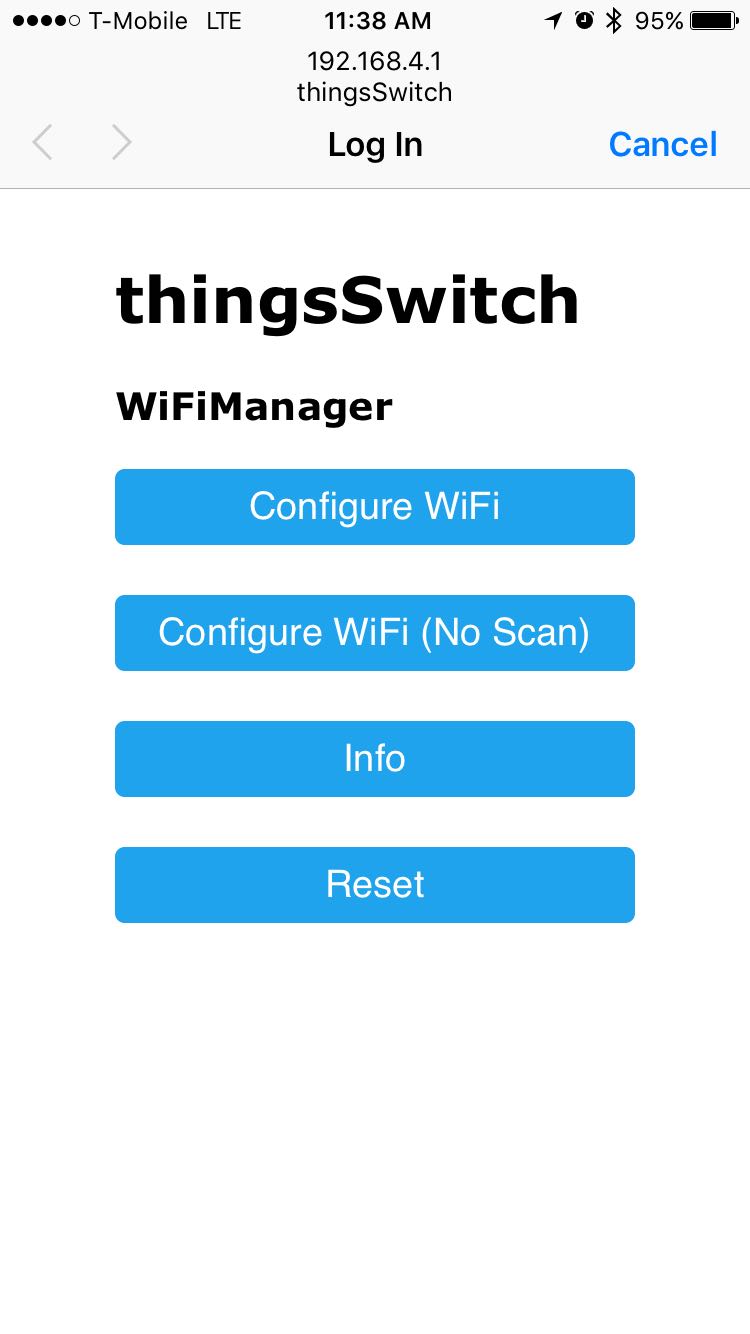 T-Mobile LTE 11:38 AM 95%
192.168.4.1
thingsSwitch
Log In Cancel
thingsSwitch
WiFiManager
Configure WiFi
Configure WiFi (No Scan)
Info
Reset